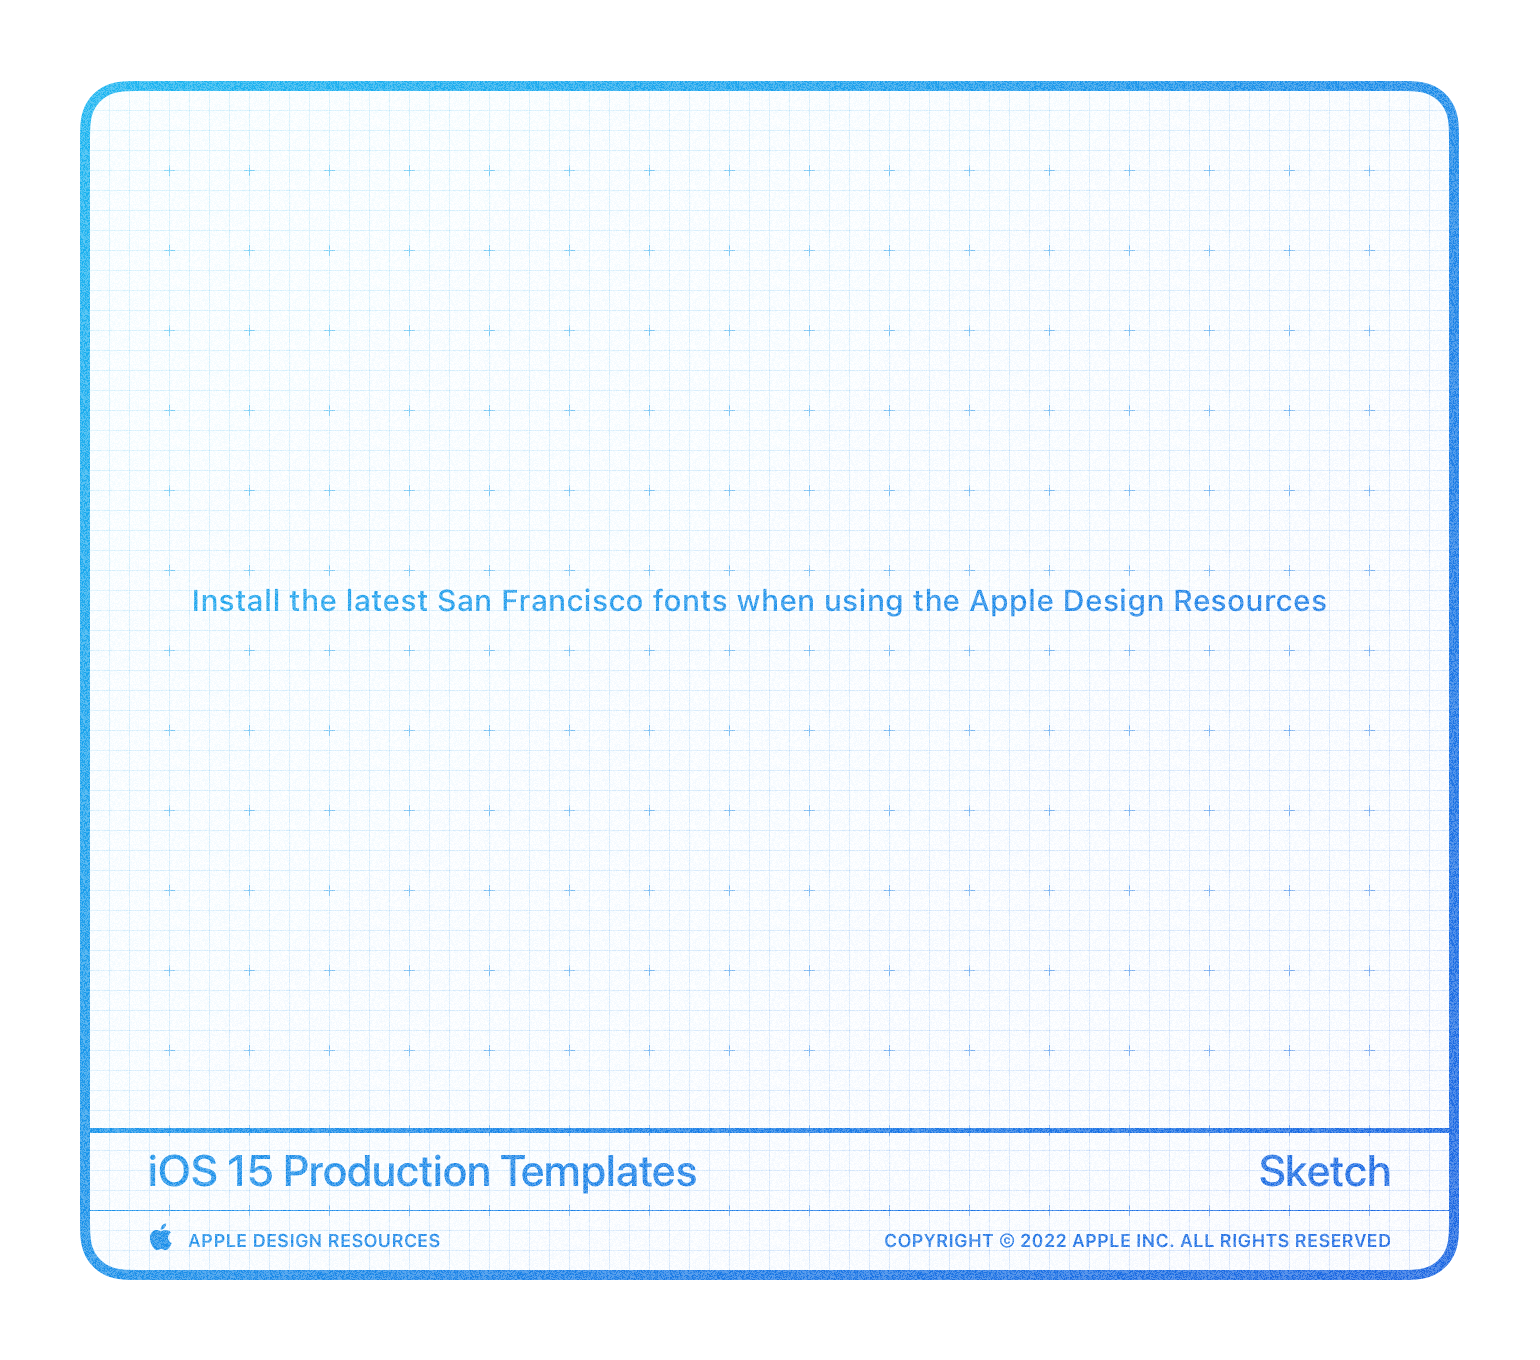 Install the latest San Francisco fonts when using the Apple Design Resources
iOS 15 Production Templates
Sketch
APPLE DESIGN RESOURCES
COPYRIGHT © 2022 APPLE INC. ALL RIGHTS RESERVED